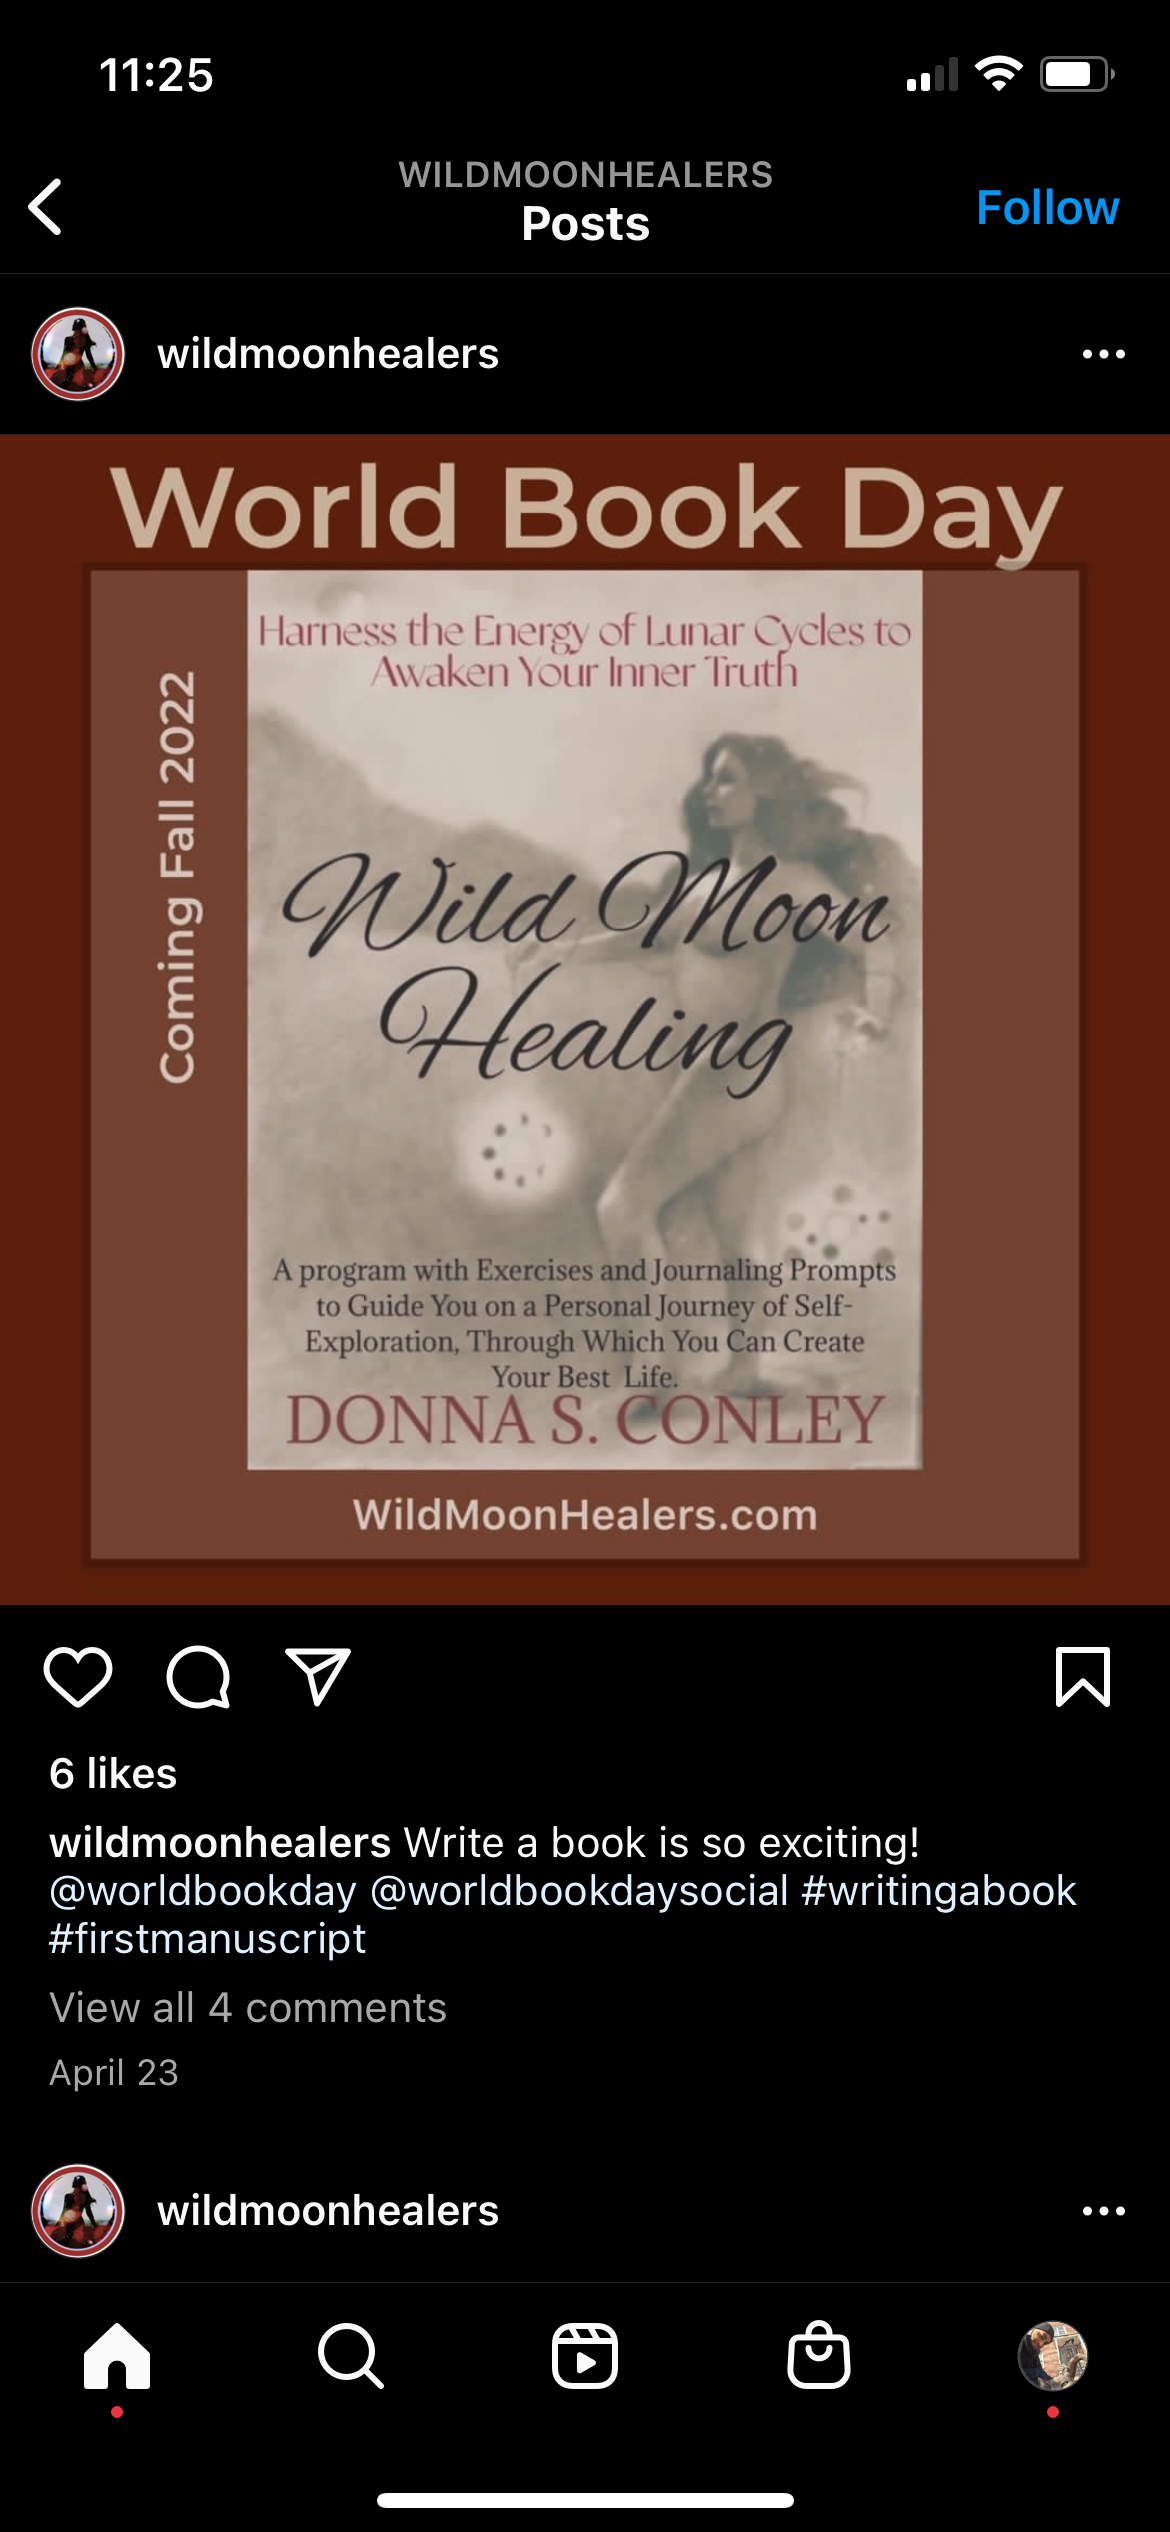 11:25
WILDMOONHEALERS
Posts
Follow
wildmoonhealers
World Book Day
Coming Fall 2022
Harness the Energy of Lunar Cycles to
Awaken Your Inner Truth
Wild Moon
Healing
A program with Exercises and Journaling Prompts
to Guide You on a Personal Journey of Self-
Exploration, Through Which You Can Create
Your Best Life.
DONNA S. CONLEY
WildMoonHealers.com
6 likes
wildmoonhealers Write a book is so exciting!
@worldbookday @worldbookdaysocial #writingabook
#firstmanuscript
View all 4 comments
April 23
wildmoonhealers